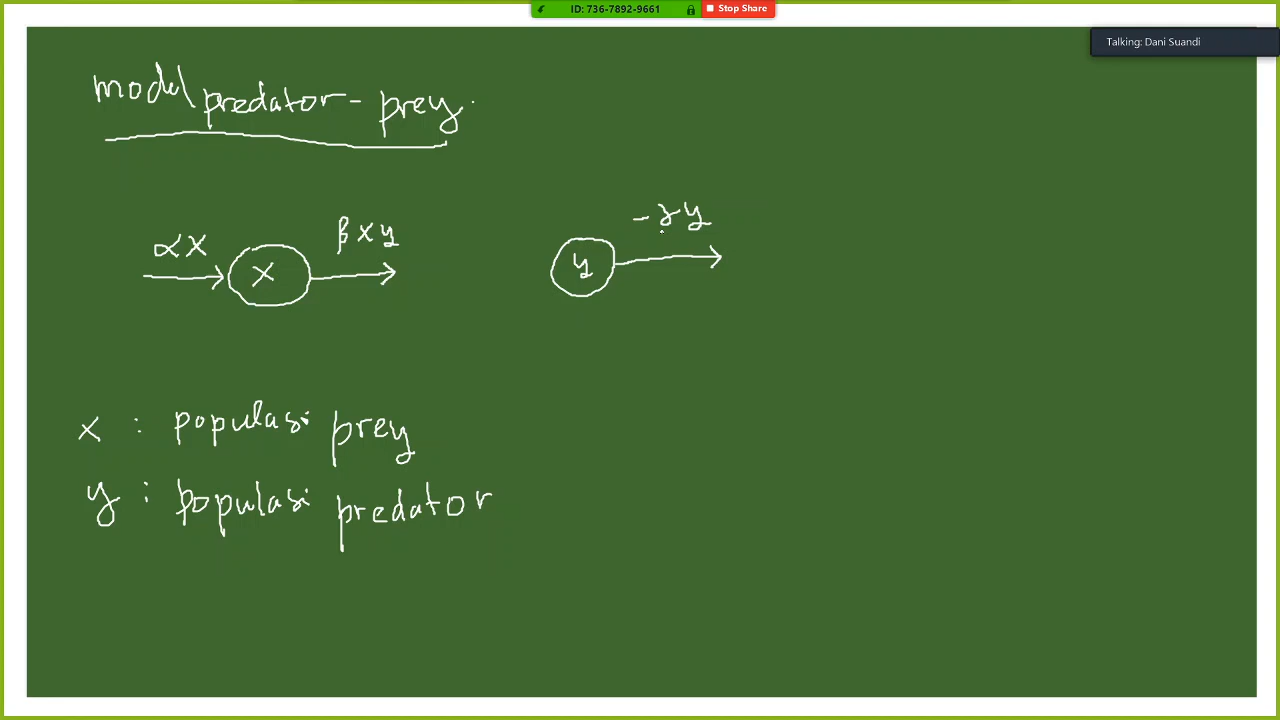 ID: 736-7892-9661 Stop Share
Talking: Dani Suandi
model predator - prey.
αx x βxy
y -γy
x : populasi prey
y : populasi predator